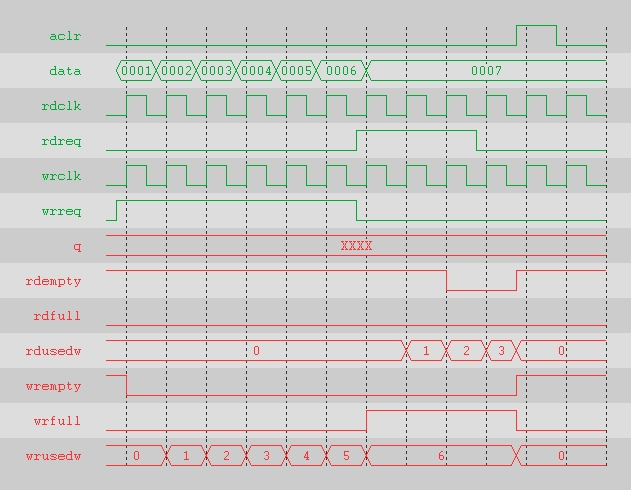 aclr
data 0001 0002 0003 0004 0005 0006 0007
rdclk
rdreq
wrclk
wrreq
q XXXX
rdempty
rdfull
rdusedw 0 1 2 3 0
wrempty
wrfull
wrusedw 0 1 2 3 4 5 6 0